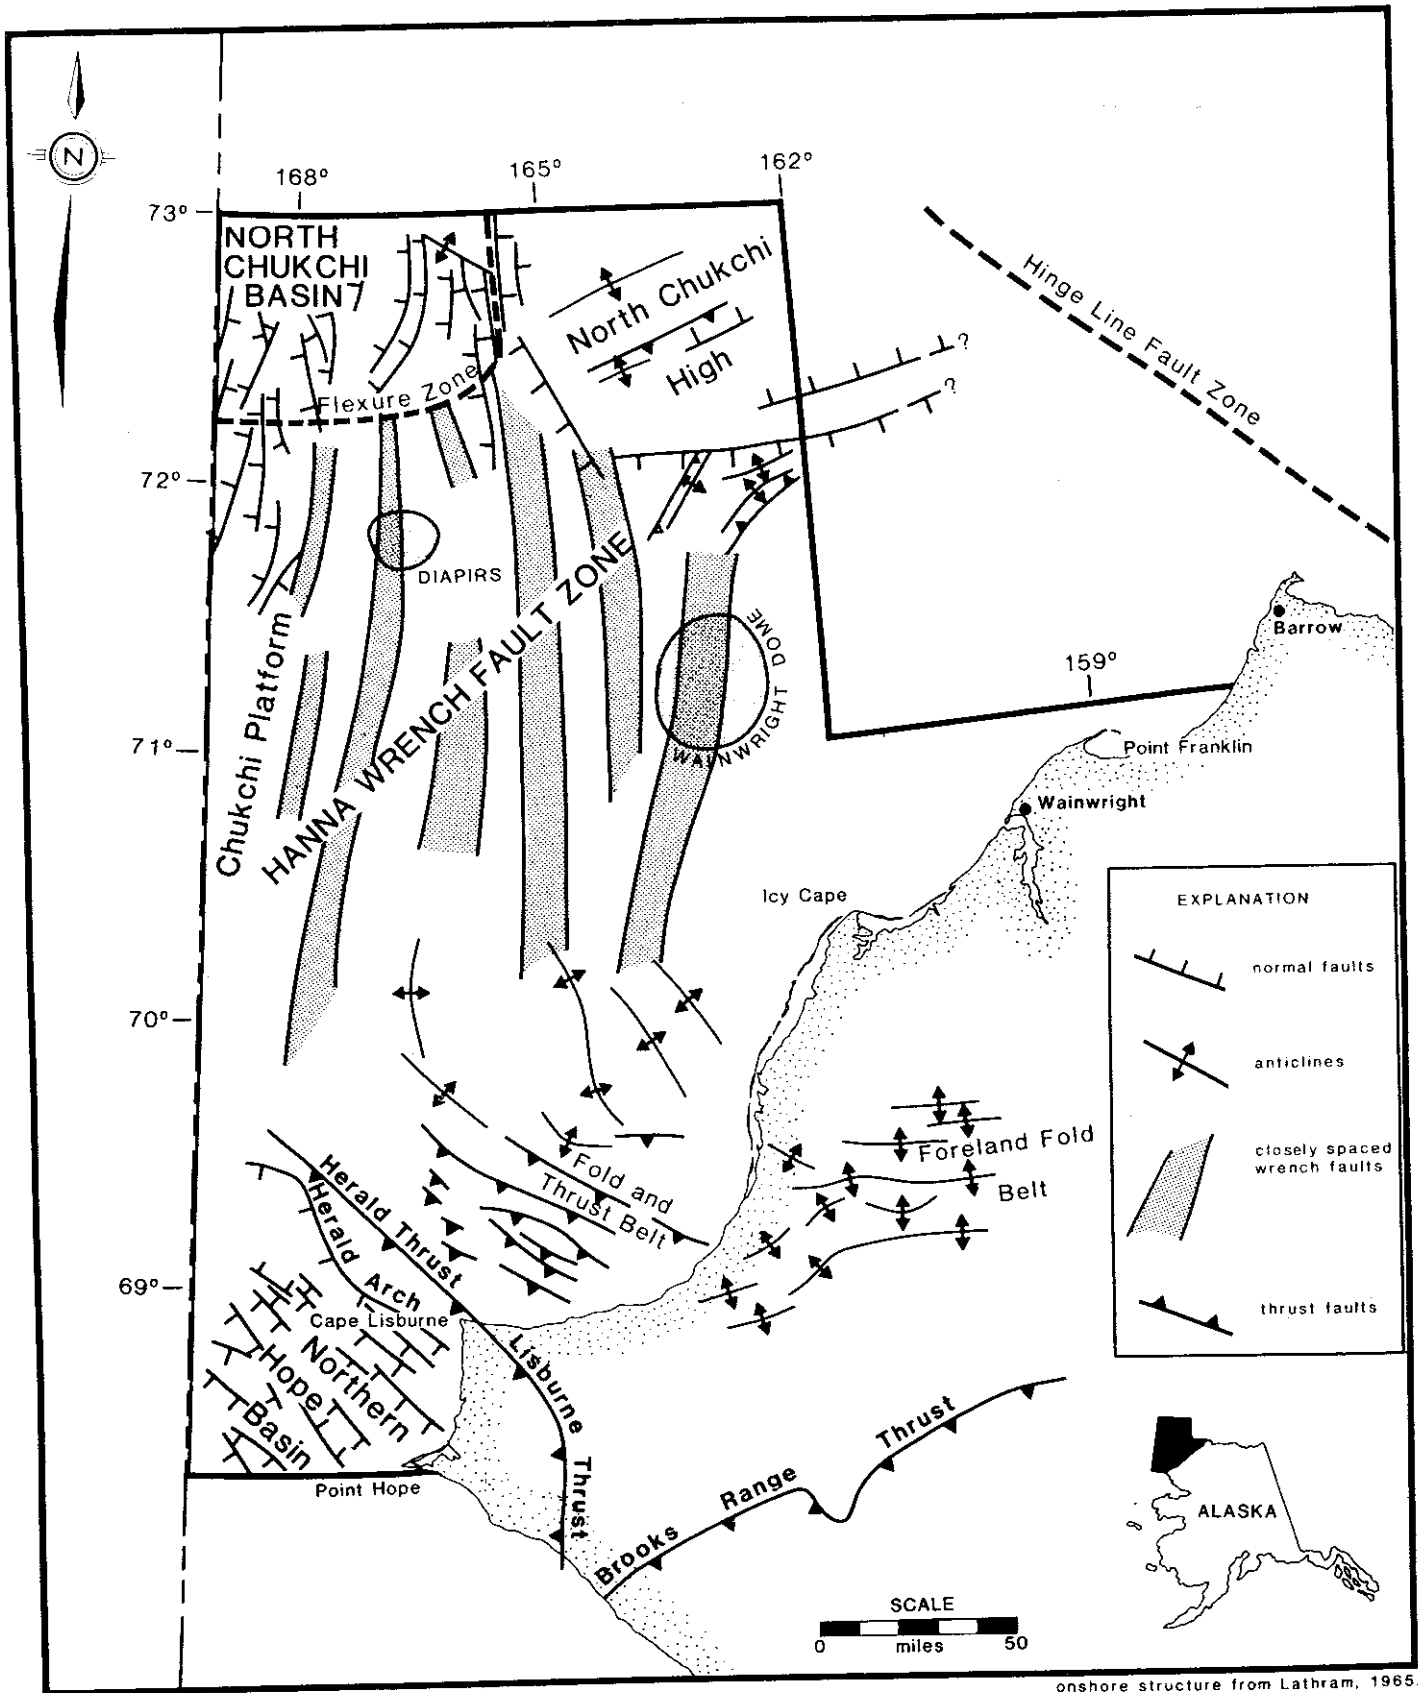 N
168°
165°
162°
73°
NORTH
CHUKCHI
BASIN
North Chukchi
High
Hinge Line Fault Zone
?
?
Flexure Zone
72°
DIAPIRS
HANNA WRENCH FAULT ZONE
Chukchi Platform
WAINWRIGHT DOME
Barrow
159°
71°
Point Franklin
Wainwright
Icy Cape
EXPLANATION
normal faults
anticlines
closely spaced
wrench faults
thrust faults
70°
Foreland Fold
Belt
Fold and
Thrust Belt
Herald Thrust
Herald Arch
69°
Cape Lisburne
Lisburne Thrust
Northern
Hope
Basin
Point Hope
Brooks Range Thrust
ALASKA
SCALE
0 miles 50
onshore structure from Lathram, 1965.